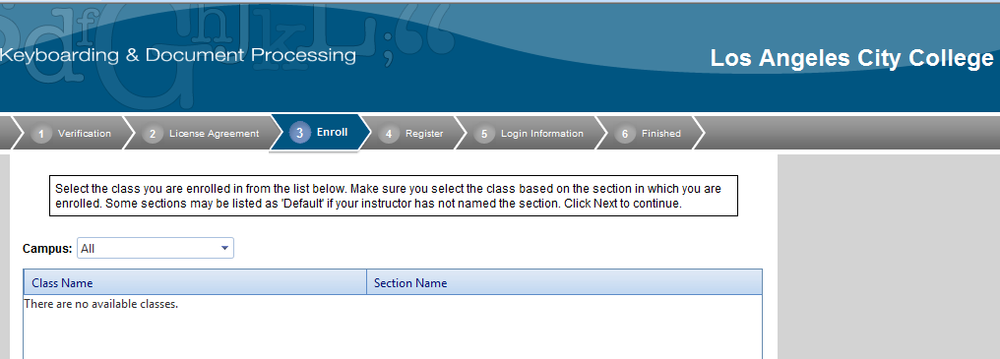 Keyboarding & Document Processing
Los Angeles City College
1 Verification 2 License Agreement 3 Enroll 4 Register 5 Login Information 6 Finished
Select the class you are enrolled in from the list below. Make sure you select the class based on the section in which you are
enrolled. Some sections may be listed as 'Default' if your instructor has not named the section. Click Next to continue.
Campus: All
Class Name Section Name
There are no available classes.